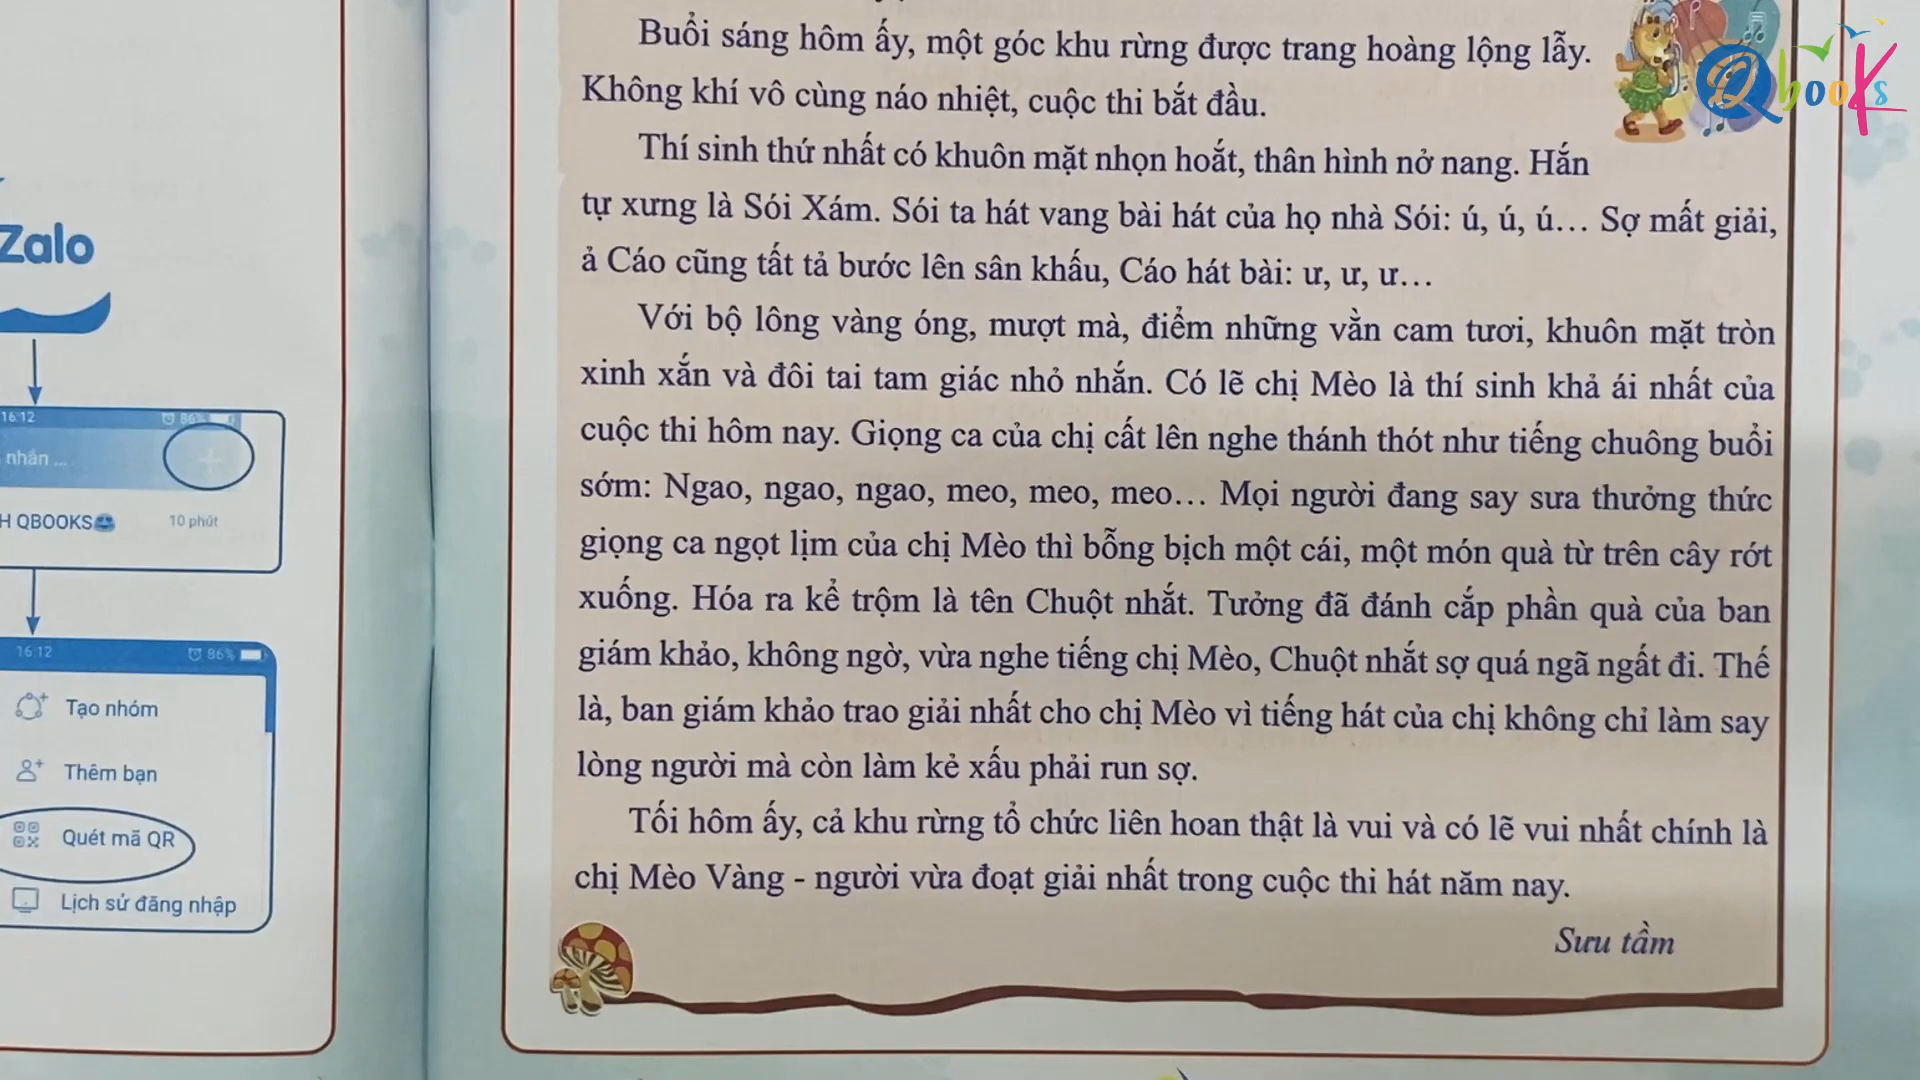 Buổi sáng hôm ấy, một góc khu rừng được trang hoàng lộng lẫy.
Không khí vô cùng náo nhiệt, cuộc thi bắt đầu.
Thí sinh thứ nhất có khuôn mặt nhọn hoắt, thân hình nở nang. Hắn
tự xưng là Sói Xám. Sói ta hát vang bài hát của họ nhà Sói: ú, ú, ú... Sợ mất giải,
ả Cáo cũng tất tả bước lên sân khấu, Cáo hát bài: ư, ư, ư...
Với bộ lông vàng óng, mượt mà, điểm những vằn cam tươi, khuôn mặt tròn
xinh xắn và đôi tai tam giác nhỏ nhắn. Có lẽ chị Mèo là thí sinh khả ái nhất của
cuộc thi hôm nay. Giọng ca của chị cất lên nghe thánh thót như tiếng chuông buổi
sớm: Ngao, ngao, ngao, meo, meo, meo... Mọi người đang say sưa thưởng thức
giọng ca ngọt lịm của chị Mèo thì bỗng bịch một cái, một món quà từ trên cây rớt
xuống. Hóa ra kể trộm là tên Chuột nhắt. Tưởng đã đánh cắp phần quà của ban
giám khảo, không ngờ, vừa nghe tiếng chị Mèo, Chuột nhắt sợ quá ngã ngất đi. Thế
là, ban giám khảo trao giải nhất cho chị Mèo vì tiếng hát của chị không chỉ làm say
lòng người mà còn làm kẻ xấu phải run sợ.
Tối hôm ấy, cả khu rừng tổ chức liên hoan thật là vui và có lẽ vui nhất chính là
chị Mèo Vàng - người vừa đoạt giải nhất trong cuộc thi hát năm nay.
Sưu tầm
Zalo
16:12 86%
nhắn ...
H QBOOKS 10 phút
16:12 86%
Tạo nhóm
Thêm bạn
Quét mã QR
Lịch sử đăng nhập
Qbooks